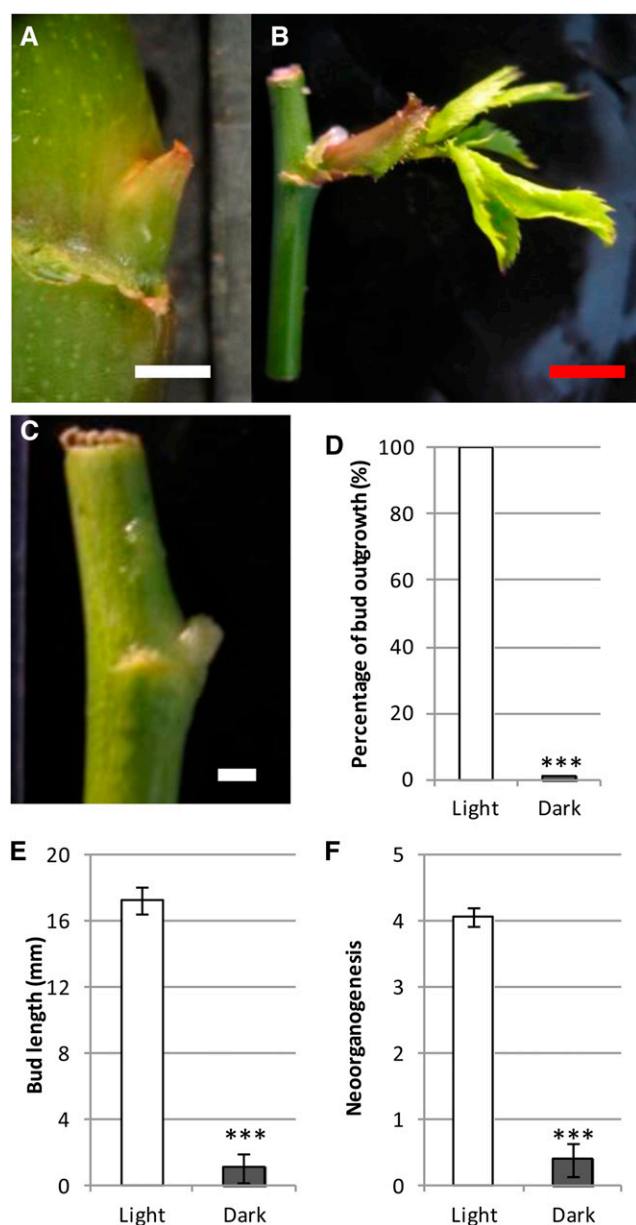 A
B
C
D
Percentage of bud outgrowth (%)
100
80
60
40
20
0
***
Light Dark
E
Bud length (mm)
20
16
12
8
4
0
***
Light Dark
F
Neoorganogenesis
5
4
3
2
1
0
***
Light Dark